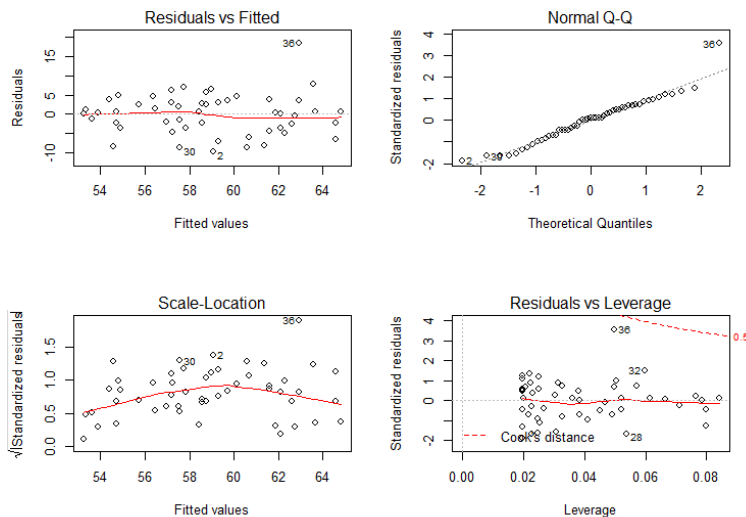 Residuals vs Fitted
Residuals
-10
0
5
15
36
30
2
54 56 58 60 62 64
Fitted values
Normal Q-Q
Standardized residuals
-2
0
1
2
3
4
36
2
-2 -1 0 1 2
Theoretical Quantiles
Scale-Location
√|Standardized residuals|
0.0
0.5
1.0
1.5
36
30
2
54 56 58 60 62 64
Fitted values
Residuals vs Leverage
Standardized residuals
-2
0
1
2
3
4
36
32
28
0.5
Cook's distance
0.00 0.02 0.04 0.06 0.08
Leverage